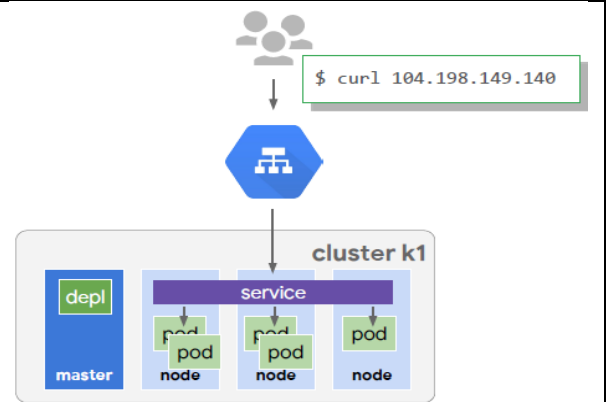 $ curl 104.198.149.140
cluster k1
depl
service
pod
pod
pod
pod
pod
master
node
node
node